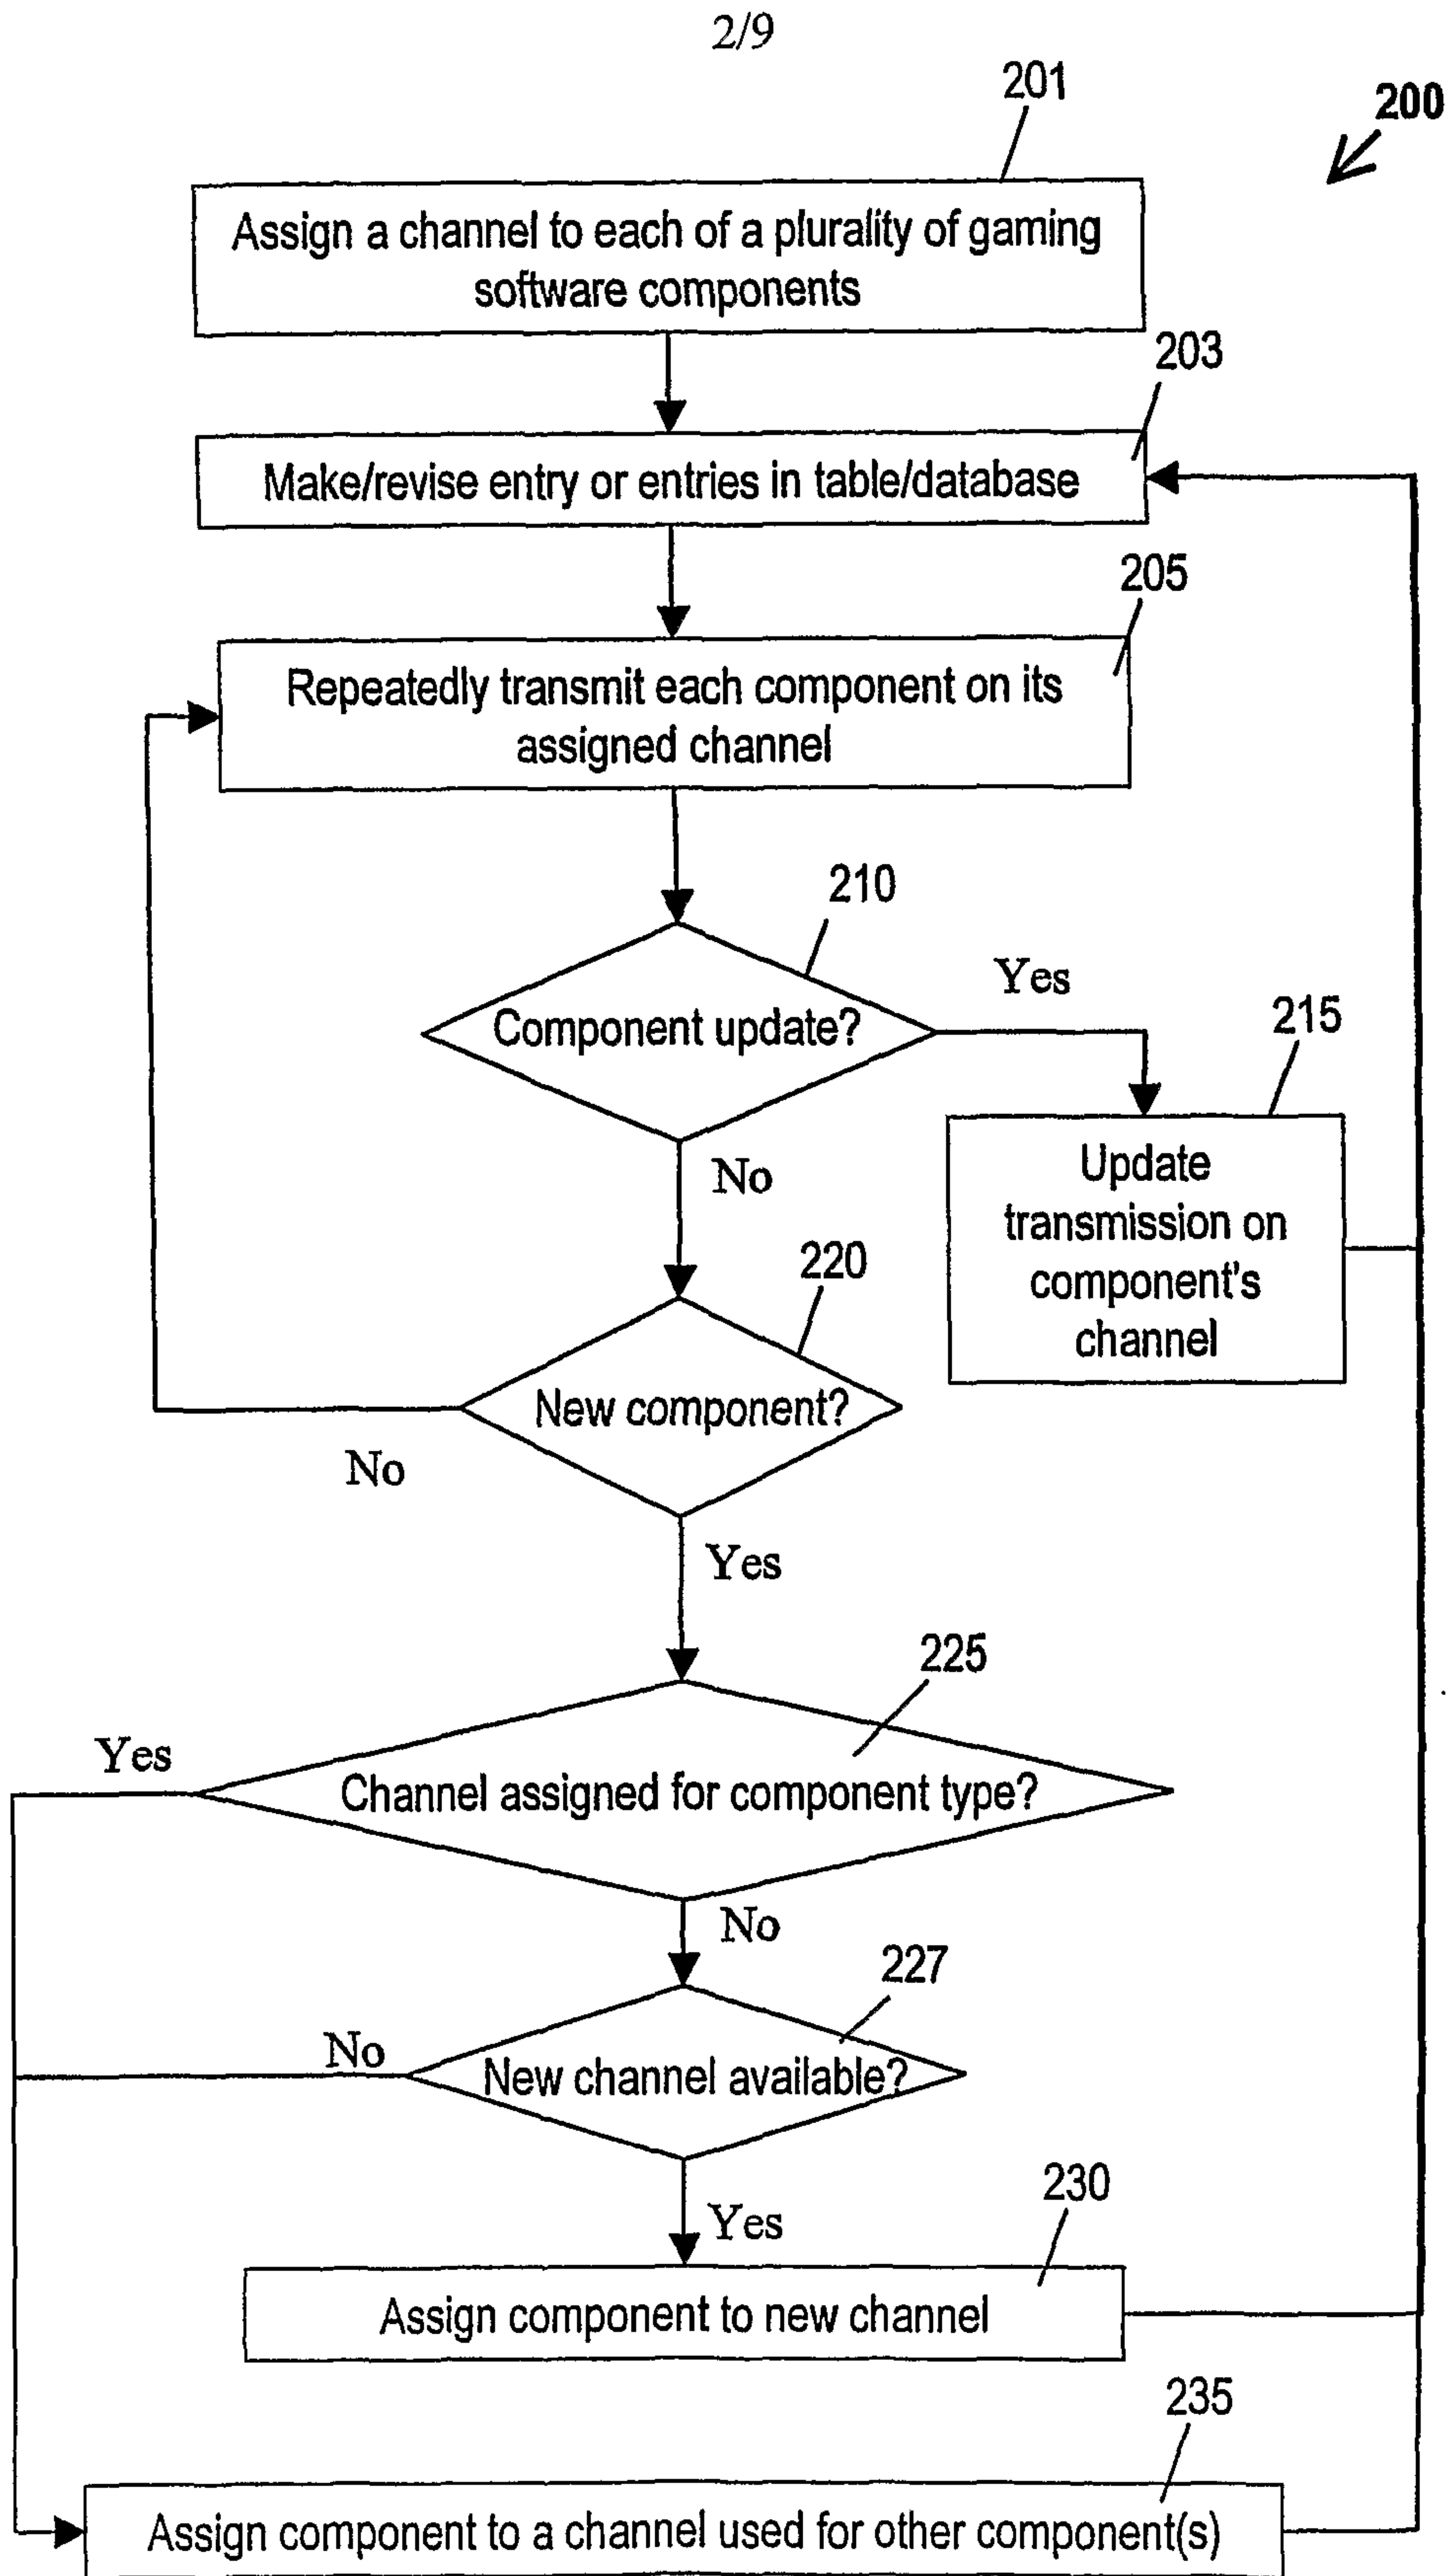 2/9
201
200
Assign a channel to each of a plurality of gaming
software components
203
Make/revise entry or entries in table/database
205
Repeatedly transmit each component on its
assigned channel
210
Component update?
Yes
215
Update
transmission on
component's
channel
No
220
New component?
No
Yes
225
Yes
Channel assigned for component type?
No
227
No
New channel available?
Yes
230
Assign component to new channel
235
Assign component to a channel used for other component(s)